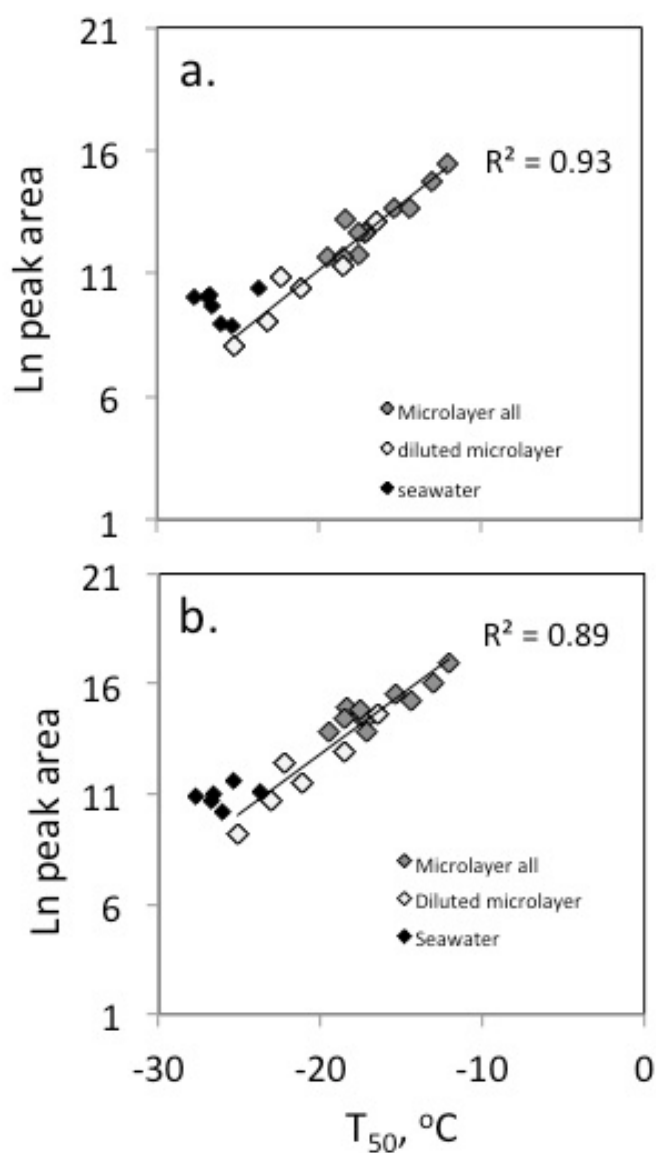 21
a.
16
R² = 0.93
11
Ln peak area
6
Microlayer all
diluted microlayer
seawater
1
21
b.
R² = 0.89
16
11
Ln peak area
6
Microlayer all
Diluted microlayer
Seawater
1
-30 -20 -10 0
T₅₀, ᵒC